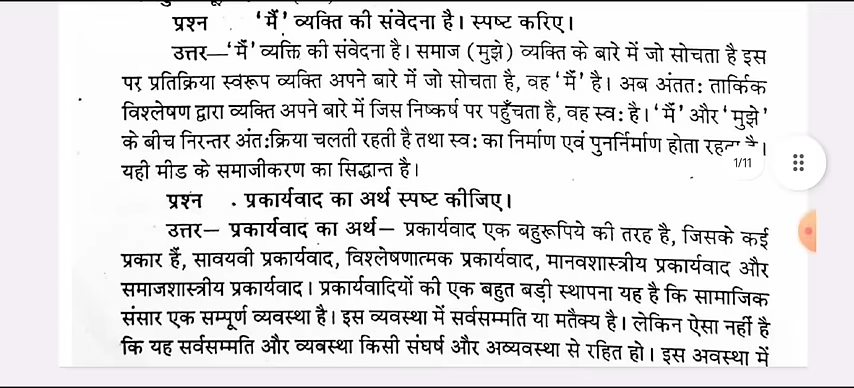 प्रश्न 'मैं' व्यक्ति की संवेदना है। स्पष्ट करिए।
उत्तर—'मैं' व्यक्ति की संवेदना है। समाज (मुझे) व्यक्ति के बारे में जो सोचता है इस
पर प्रतिक्रिया स्वरूप व्यक्ति अपने बारे में जो सोचता है, वह 'मैं' है। अब अंततः तार्किक
विश्लेषण द्वारा व्यक्ति अपने बारे में जिस निष्कर्ष पर पहुँचता है, वह स्वः है। 'मैं' और 'मुझे'
के बीच निरन्तर अंतःक्रिया चलती रहती है तथा स्वः का निर्माण एवं पुनर्निर्माण होता रहता है।
यही मीड के समाजीकरण का सिद्धान्त है।
1/11
प्रश्न . प्रकार्यवाद का अर्थ स्पष्ट कीजिए।
उत्तर— प्रकार्यवाद का अर्थ— प्रकार्यवाद एक बहुरूपिये की तरह है, जिसके कई
प्रकार हैं, सावयवी प्रकार्यवाद, विश्लेषणात्मक प्रकार्यवाद, मानवशास्त्रीय प्रकार्यवाद और
समाजशास्त्रीय प्रकार्यवाद। प्रकार्यवादियों की एक बहुत बड़ी स्थापना यह है कि सामाजिक
संसार एक सम्पूर्ण व्यवस्था है। इस व्यवस्था में सर्वसम्मति या मतैक्य है। लेकिन ऐसा नहीं है
कि यह सर्वसम्मति और व्यवस्था किसी संघर्ष और अव्यवस्था से रहित हो। इस अवस्था में